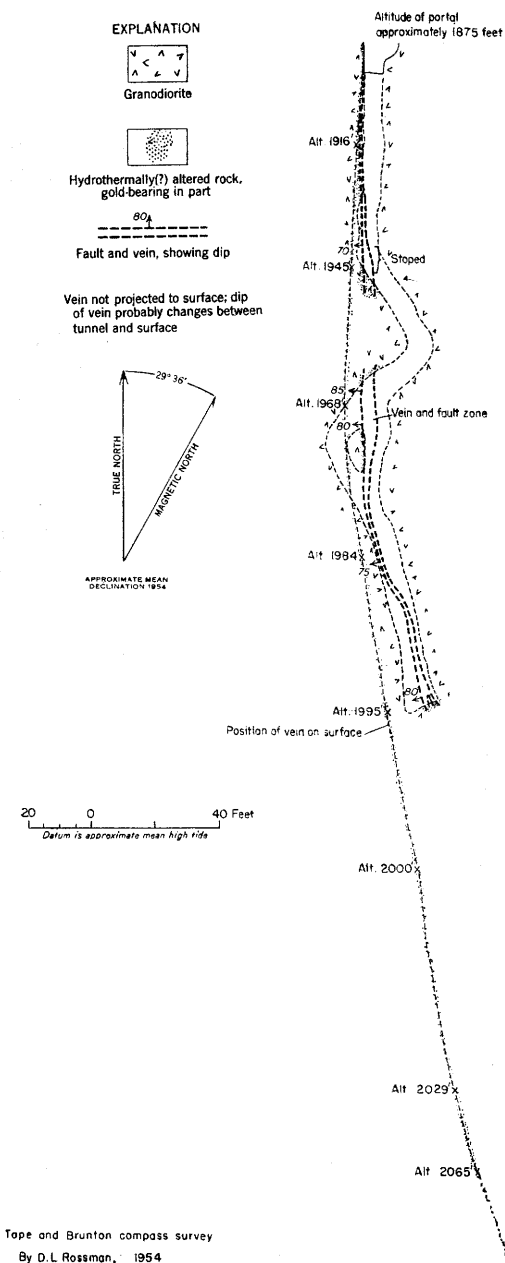 EXPLANATION
Granodiorite
Hydrothermally(?) altered rock,
gold-bearing in part
80
Fault and vein, showing dip
Vein not projected to surface; dip
of vein probably changes between
tunnel and surface
29° 36'
TRUE NORTH
MAGNETIC NORTH
APPROXIMATE MEAN
DECLINATION 1954
Altitude of portal
approximately 1875 feet
Alt. 1916
70
Stoped
Alt. 1945
85
Alt. 1968
Vein and fault zone
80
Alt 1984
75
80
Alt. 1995
Position of vein on surface
20 0 40 Feet
Datum is approximate mean high tide
Alt. 2000
Alt 2029
Alt 2065
Tape and Brunton compass survey
By D.L Rossman, 1954